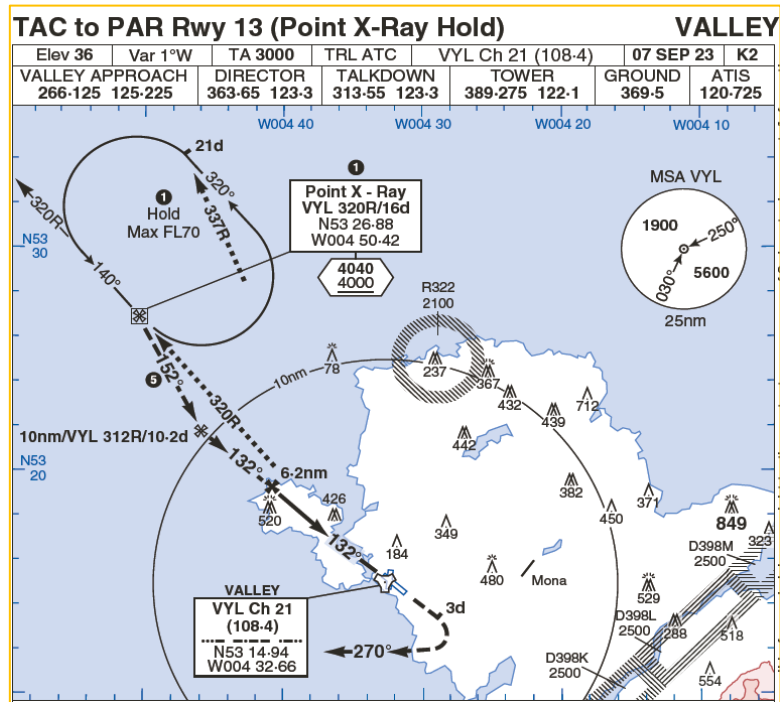 TAC to PAR Rwy 13 (Point X-Ray Hold) VALLEY
Elev 36 Var 1°W TA 3000 TRL ATC VYL Ch 21 (108·4) 07 SEP 23 K2
VALLEY APPROACH DIRECTOR TALKDOWN TOWER GROUND ATIS
266·125 125·225 363·65 123·3 313·55 123·3 389·275 122·1 369·5 120·725
W004 40 W004 30 W004 20 W004 10
21d
320°
320R
1
Hold
Max FL70
337R
140°
1
Point X - Ray
VYL 320R/16d
N53 26·88
W004 50·42
4040
4000
MSA VYL
1900
250°
5600
030°
25nm
N53
30
R322
2100
10nm
78
237
367
432
439
712
442
5
152°
320R
10nm/VYL 312R/10·2d
132°
6·2nm
N53
20
520
426
382
371
450
349
184
132°
480
Mona
849
323
D398M
2500
529
D398L
2500
288
518
D398K
2500
554
VALLEY
VYL Ch 21
(108·4)
N53 14·94
W004 32·66
3d
270°